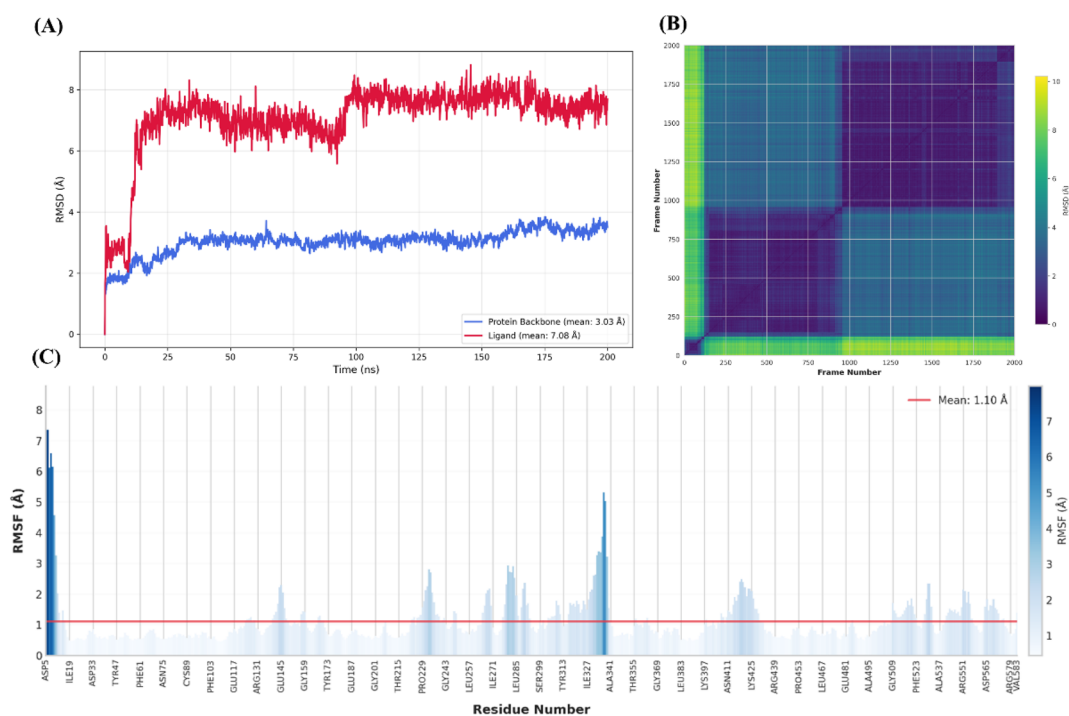 (A)
8
6
4
2
0
RMSD (Å)
Protein Backbone (mean: 3.03 Å)
Ligand (mean: 7.08 Å)
0 25 50 75 100 125 150 175 200
Time (ns)
(B)
2000
1750
1500
1250
1000
750
500
250
0
Frame Number
0 250 500 750 1000 1250 1500 1750 2000
Frame Number
10
8
6
4
2
0
RMSD (Å)
(C)
8
7
6
5
4
3
2
1
0
RMSF (Å)
Mean: 1.10 Å
ASP5 ILE19 ASP33 TYR47 PHE61 ASN75 CYS89 PHE103 GLU117 ARG131 GLU145 GLY159 TYR173 GLU187 GLY201 THR215 PRO229 GLY243 LEU257 ILE271 LEU285 SER299 TYR313 ILE327 ALA341 THR355 GLY369 LEU383 LYS397 ASN411 LYS425 ARG439 PRO453 LEU467 GLU481 ALA495 GLY509 PHE523 ALA537 ARG551 ASP565 ARG579 VAL583
Residue Number
7
6
5
4
3
2
1
RMSF (Å)